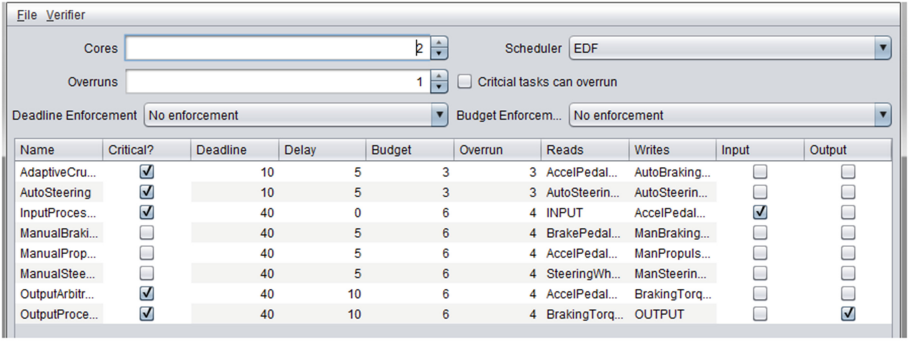 File Verifier
Cores 2 Scheduler EDF
Overruns 1 Critcial tasks can overrun
Deadline Enforcement No enforcement Budget Enforcem... No enforcement
Name Critical? Deadline Delay Budget Overrun Reads Writes Input Output
AdaptiveCru... 10 5 3 3 AccelPedal... AutoBraking...
AutoSteering 10 5 3 3 AutoSteerin... AutoSteerin...
InputProces... 40 0 6 4 INPUT AccelPedal...
ManualBraki... 40 5 6 4 BrakePedal... ManBraking...
ManualProp... 40 5 6 4 AccelPedal... ManPropuls...
ManualStee... 40 5 6 4 SteeringWh... ManSteerin...
OutputArbitr... 40 10 6 4 AccelPedal... BrakingTorq...
OutputProce... 40 10 6 4 BrakingTorq... OUTPUT